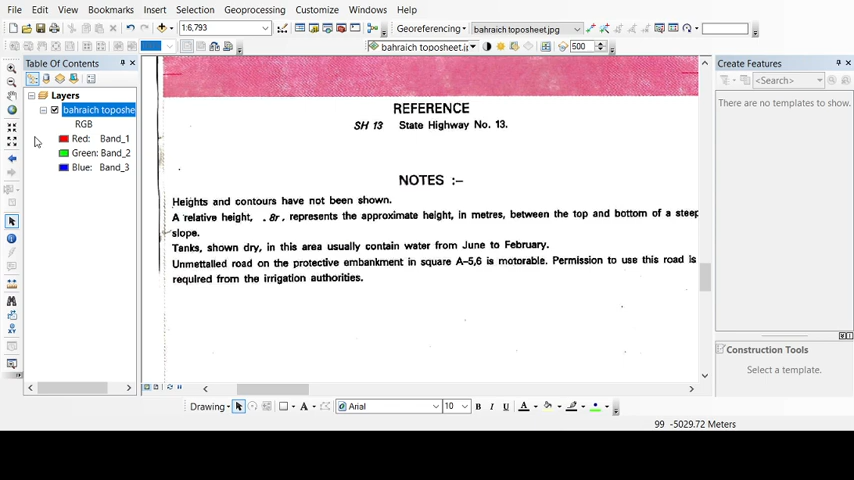 File Edit View Bookmarks Insert Selection Geoprocessing Customize Windows Help
1:6,793 Georeferencing bahraich toposheet.jpg
bahraich toposheet.j 500
Table Of Contents
Create Features
<Search>
There are no templates to show.
Layers
bahraich toposhe
RGB
Red: Band_1
Green: Band_2
Blue: Band_3
REFERENCE
SH 13 State Highway No. 13.
NOTES :–
Heights and contours have not been shown.
A relative height, . 8r , represents the approximate height, in metres, between the top and bottom of a steep
slope.
Tanks, shown dry, in this area usually contain water from June to February.
Unmettalled road on the protective embankment in square A–5,6 is motorable. Permission to use this road is
required from the irrigation authorities.
Construction Tools
Select a template.
Drawing A Arial 10 B I U A
99 -5029.72 Meters